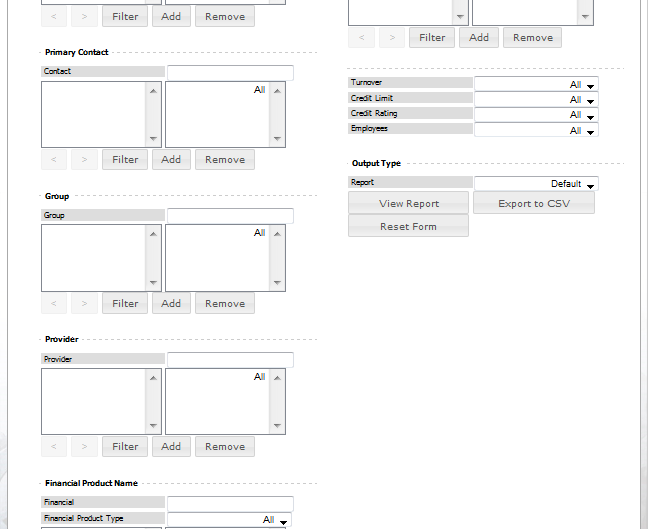 Filter Add Remove
Primary Contact
Contact
All
< > Filter Add Remove
Group
Group
All
< > Filter Add Remove
Provider
Provider
All
< > Filter Add Remove
Financial Product Name
Financial
Financial Product Type All
< > Filter Add Remove
Turnover All
Credit Limit All
Credit Rating All
Employees All
Output Type
Report Default
View Report Export to CSV
Reset Form